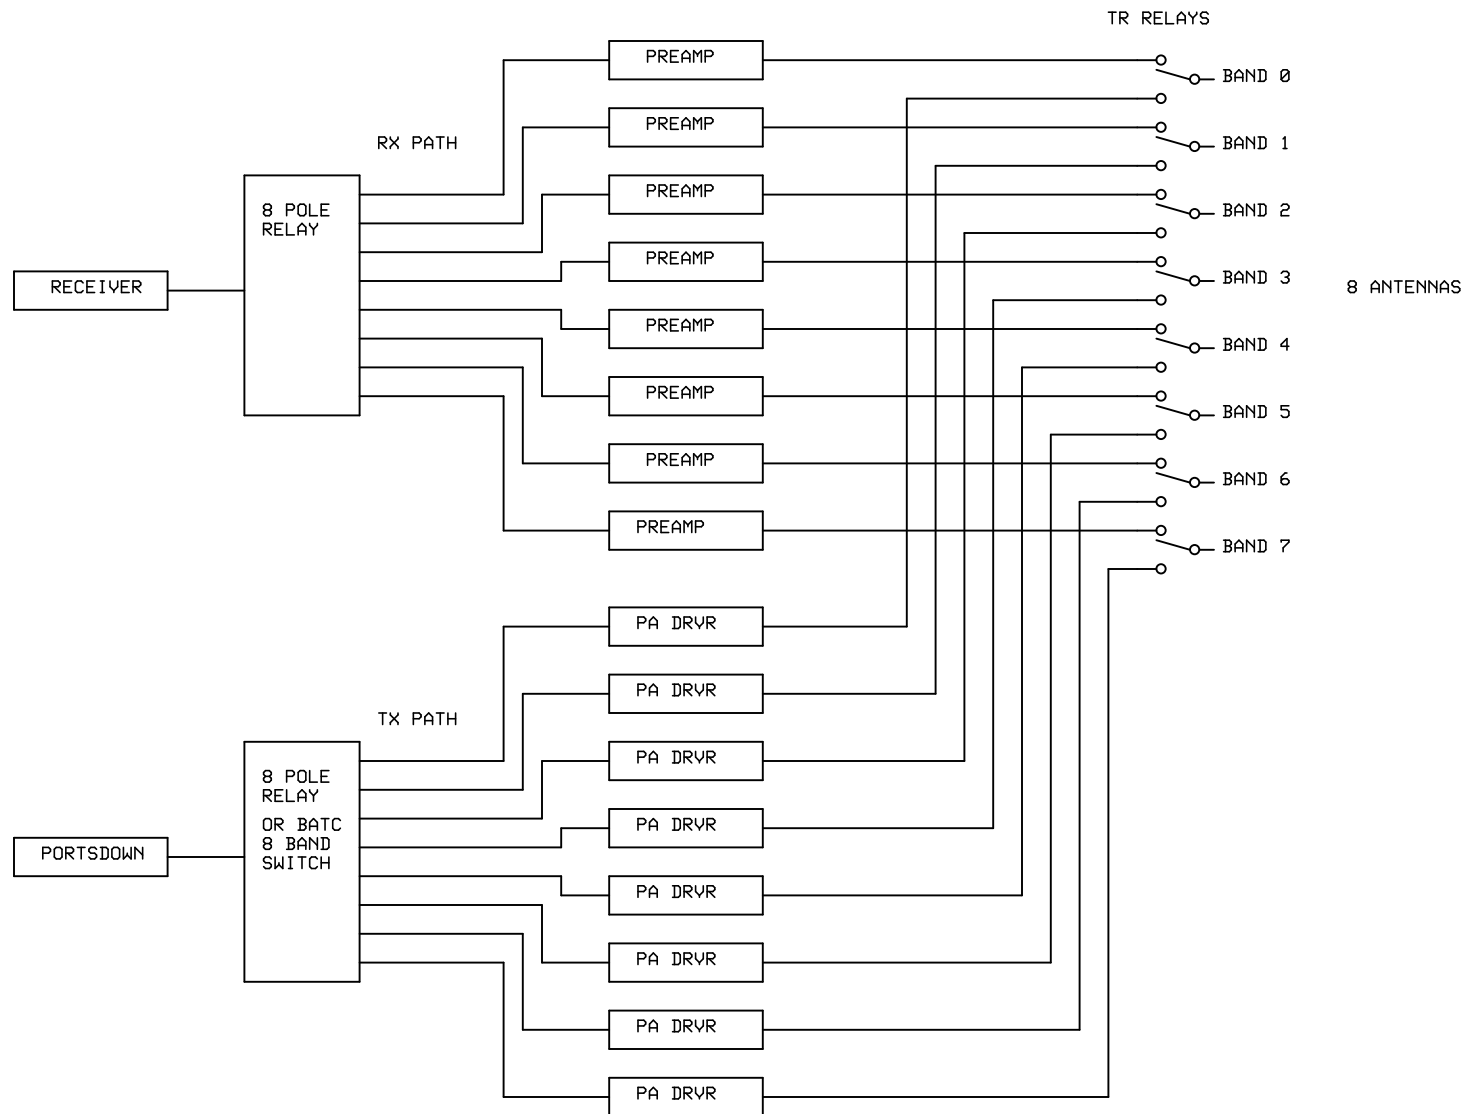 TR RELAYS
PREAMP
BAND 0
PREAMP
RX PATH
BAND 1
PREAMP
8 POLE
RELAY
BAND 2
PREAMP
RECEIVER
BAND 3
8 ANTENNAS
PREAMP
BAND 4
PREAMP
BAND 5
PREAMP
BAND 6
PREAMP
BAND 7
PA DRVR
PA DRVR
TX PATH
PA DRVR
8 POLE
RELAY
OR BATC
8 BAND
SWITCH
PA DRVR
PORTSDOWN
PA DRVR
PA DRVR
PA DRVR
PA DRVR